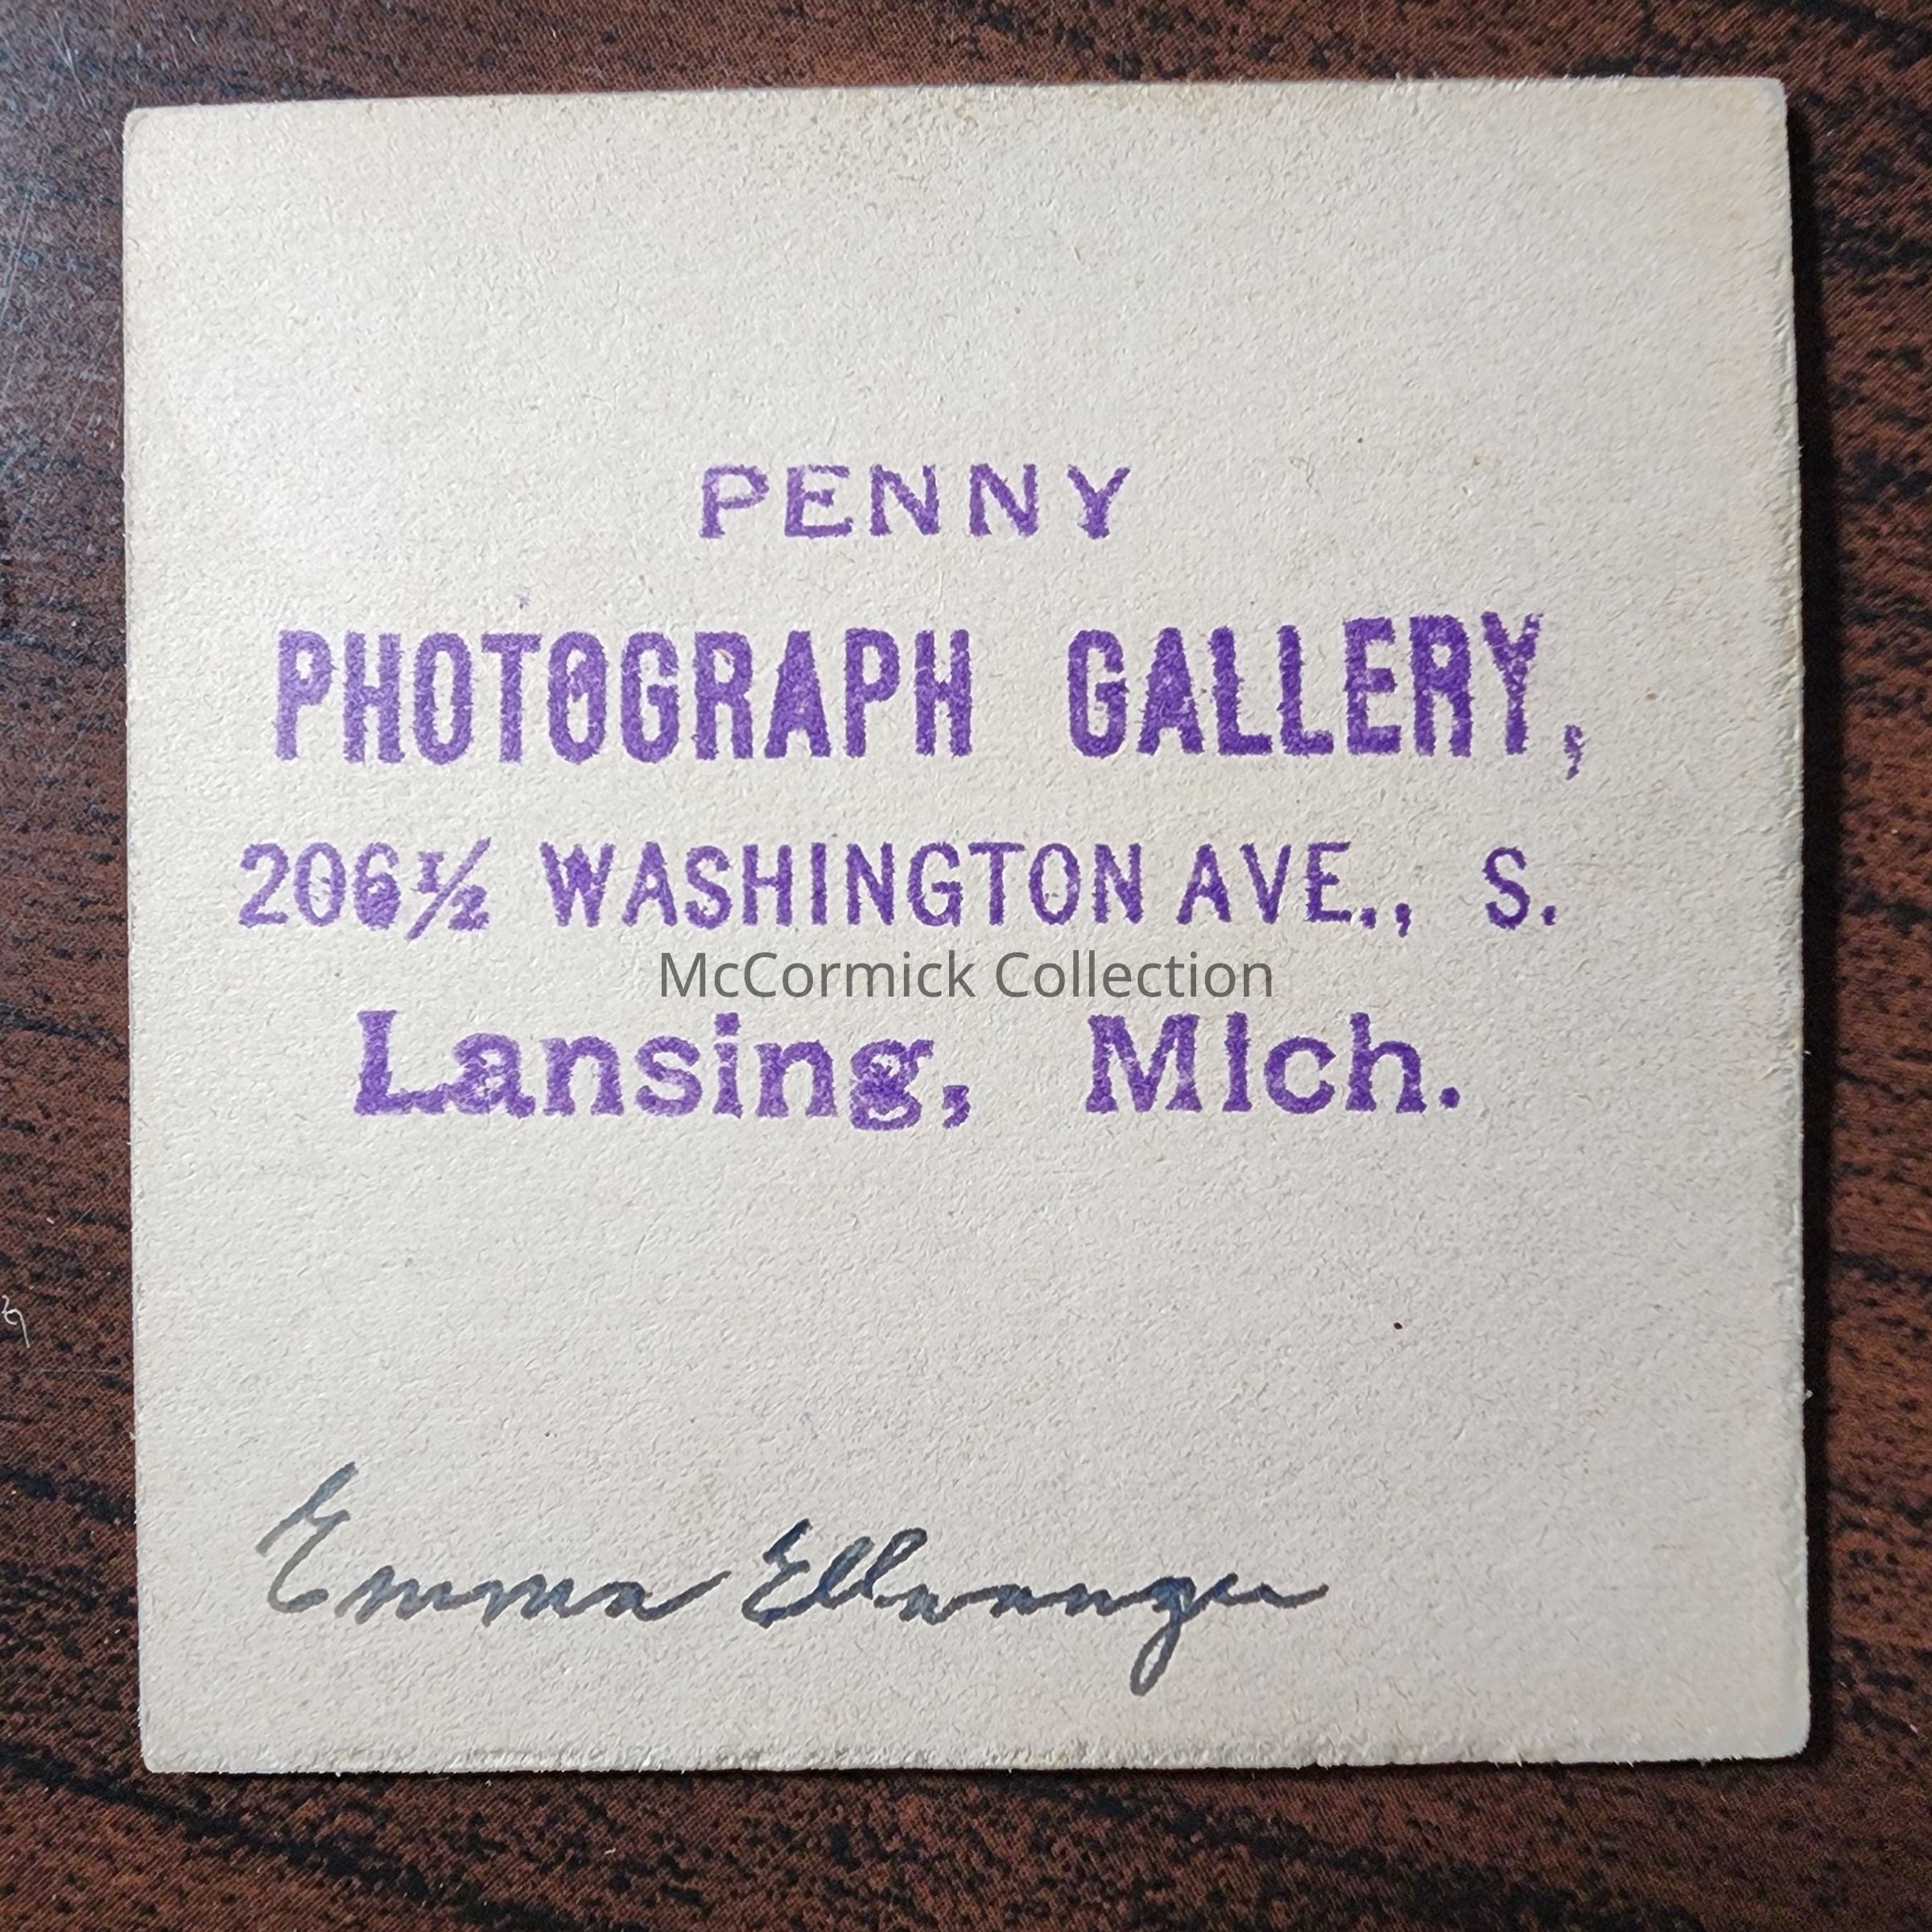 PENNY
PHOTOGRAPH GALLERY,
206½ WASHINGTON AVE., S.
McCormick Collection
Lansing, Mich.
Emma Ellwanger